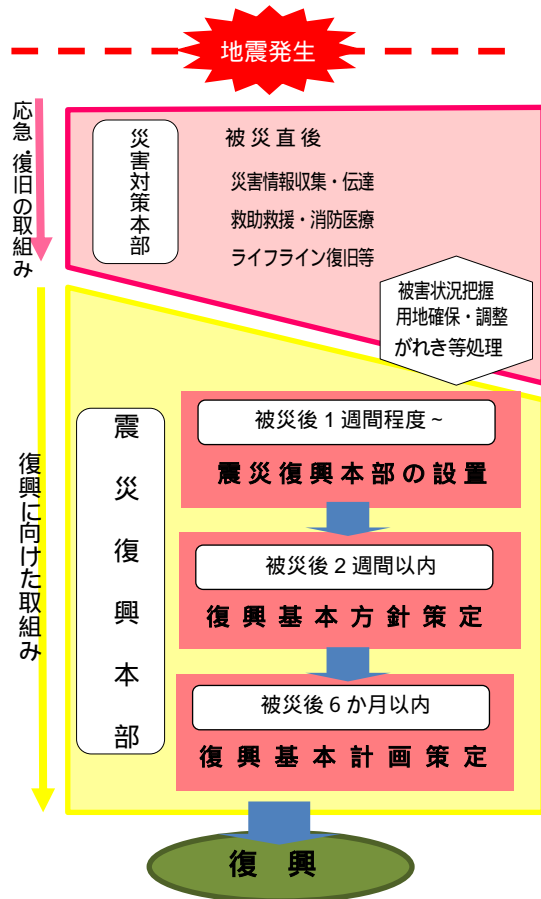 地震発生
応急・復旧の取組み
災害対策本部
被災直後
災害情報収集・伝達
救助救援・消防医療
ライフライン復旧等
被害状況把握
用地確保・調整
がれき等処理
復興に向けた取組み
震災復興本部
被災後1週間程度~
震災復興本部の設置
被災後2週間以内
復興基本方針策定
被災後6か月以内
復興基本計画策定
復興